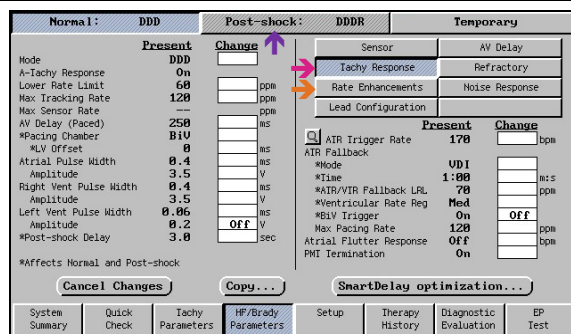 Normal: DDD Post-shock: DDDR Temporary
Present Change
Mode DDD
A-Tachy Response On
Lower Rate Limit 60 ppm
Max Tracking Rate 120 ppm
Max Sensor Rate -- ppm
AV Delay (Paced) 250 ms
*Pacing Chamber BiV
*LV Offset 0 ms
Atrial Pulse Width 0.4 ms
Amplitude 3.5 V
Right Vent Pulse Width 0.4 ms
Amplitude 3.5 V
Left Vent Pulse Width 0.06 ms
Amplitude 0.2 Off V
*Post-shock Delay 3.0 sec
*Affects Normal and Post-shock
Sensor AV Delay
Tachy Response Refractory
Rate Enhancements Noise Response
Lead Configuration
Present Change
ATR Trigger Rate 170 bpm
ATR Fallback
*Mode VDI
*Time 1:00 m:s
*ATR/VTR Fallback LRL 70 ppm
*Ventricular Rate Reg Med
*BiV Trigger On Off
Max Pacing Rate 120 ppm
Atrial Flutter Response Off bpm
PMT Termination On
Cancel Changes Copy... SmartDelay optimization...
System Summary Quick Check Tachy Parameters HF/Brady Parameters Setup Therapy History Diagnostic Evaluation EP Test